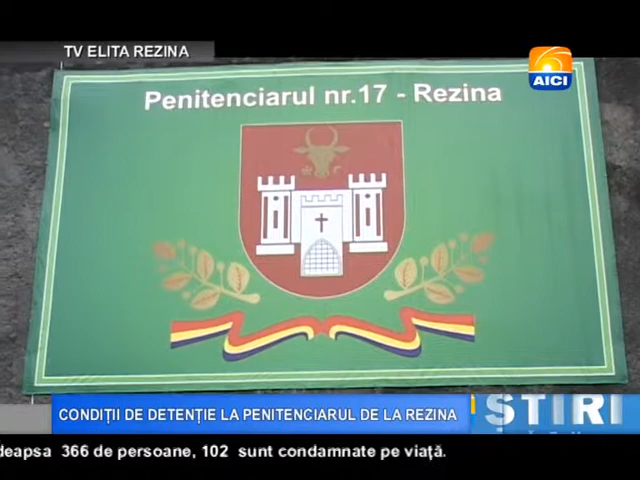 TV ELITA REZINA
AICI
Penitenciarul nr.17 - Rezina
CONDIȚII DE DETENȚIE LA PENITENCIARUL DE LA REZINA
ȘTIRI
deapsa 366 de persoane, 102 sunt condamnate pe viață.